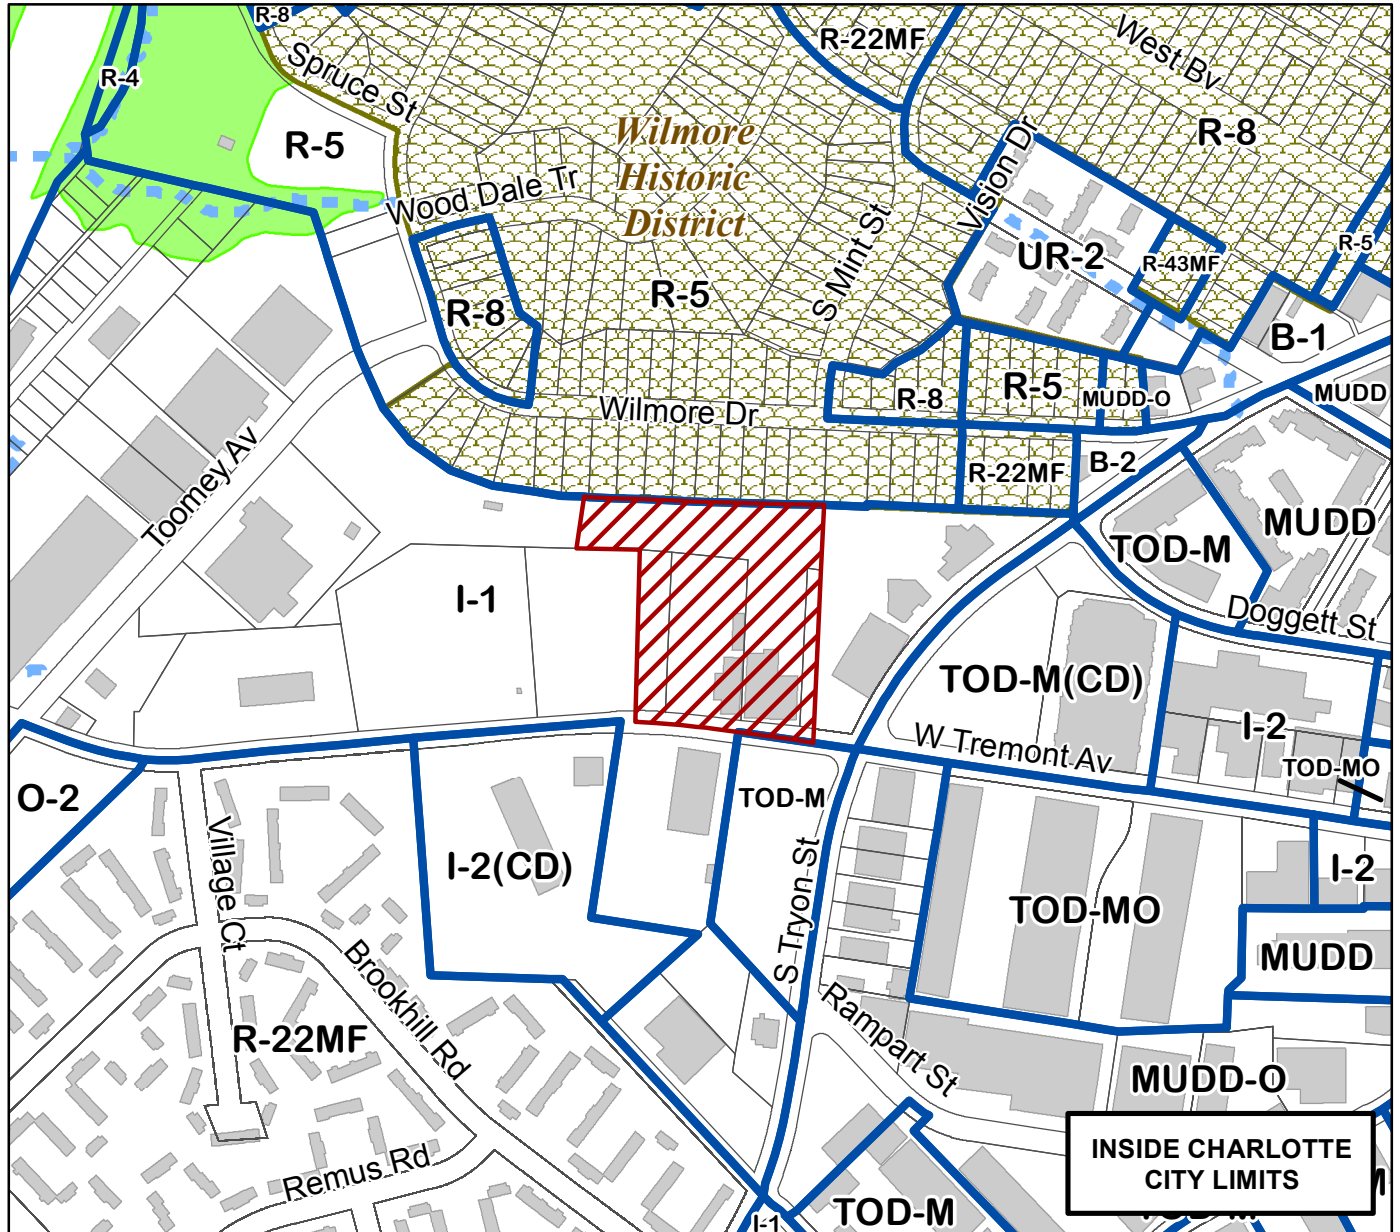 R-8
R-22MF
West Bv
R-4
Spruce St
R-5
Wilmore
Historic
District
Vision Dr
R-8
Wood Dale Tr
S Mint St
UR-2
R-43MF
R-5
R-8
R-5
B-1
R-8
R-5
MUDD-O
MUDD
Wilmore Dr
Toomey Av
R-22MF
B-2
TOD-M
MUDD
I-1
Doggett St
TOD-M(CD)
I-2
W Tremont Av
TOD-MO
O-2
TOD-M
Village Ct
I-2(CD)
S Tryon St
I-2
TOD-MO
MUDD
Brookhill Rd
R-22MF
Rampart St
MUDD-O
INSIDE CHARLOTTE
CITY LIMITS
Remus Rd
TOD-M
I-1